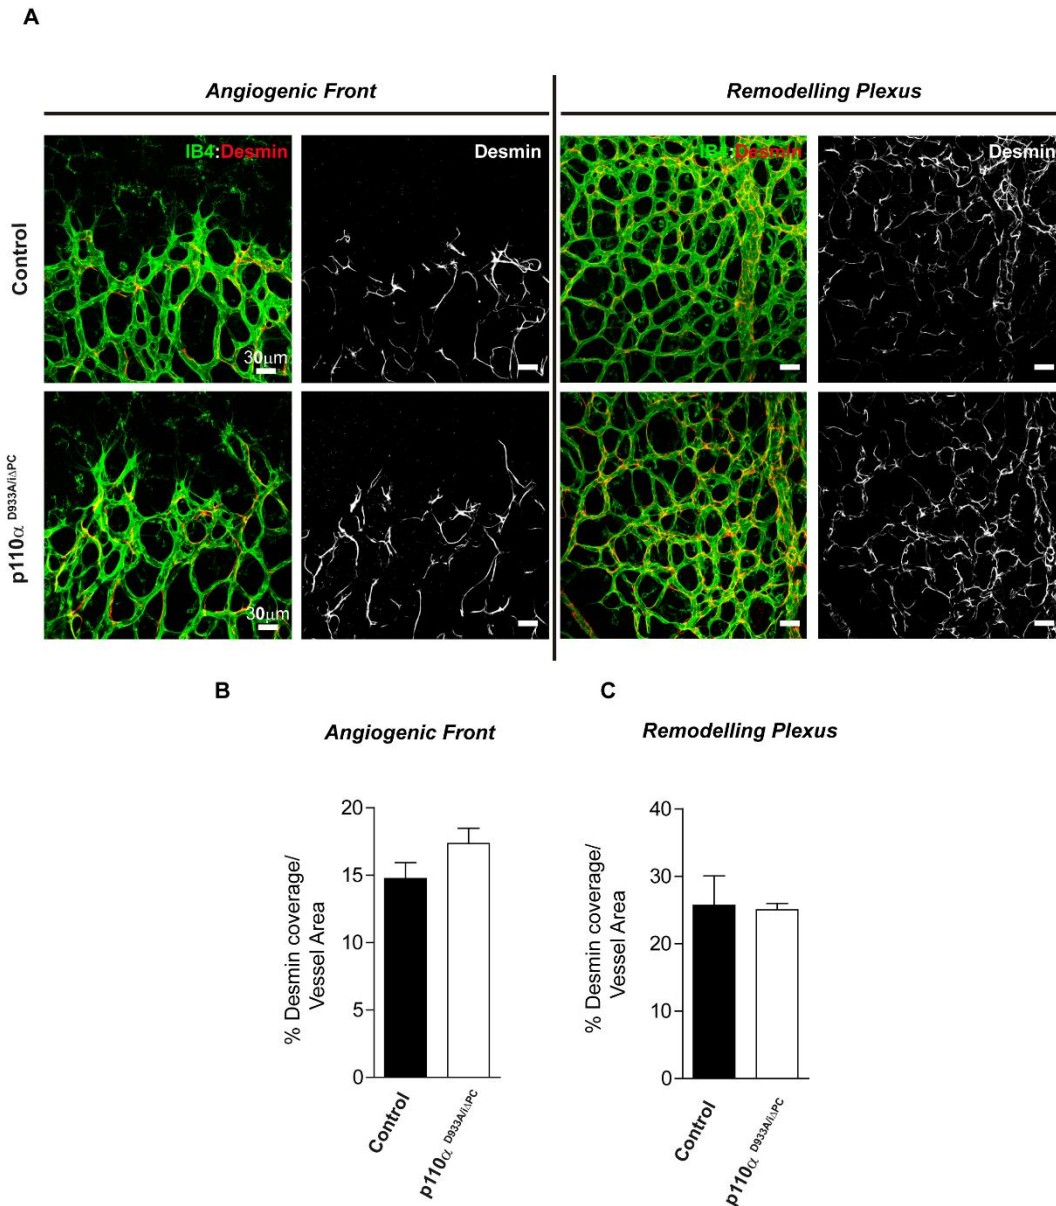 A
Angiogenic Front
Remodelling Plexus
Control
IB4:Desmin
Desmin
IB4:Desmin
Desmin
30µm
p110α D933A/iΔPC
30µm
B
C
Angiogenic Front
Remodelling Plexus
% Desmin coverage/
Vessel Area
20
15
10
5
0
Control
p110α D933A/iΔPC
% Desmin coverage/
Vessel Area
40
30
20
10
0
Control
p110α D933A/iΔPC